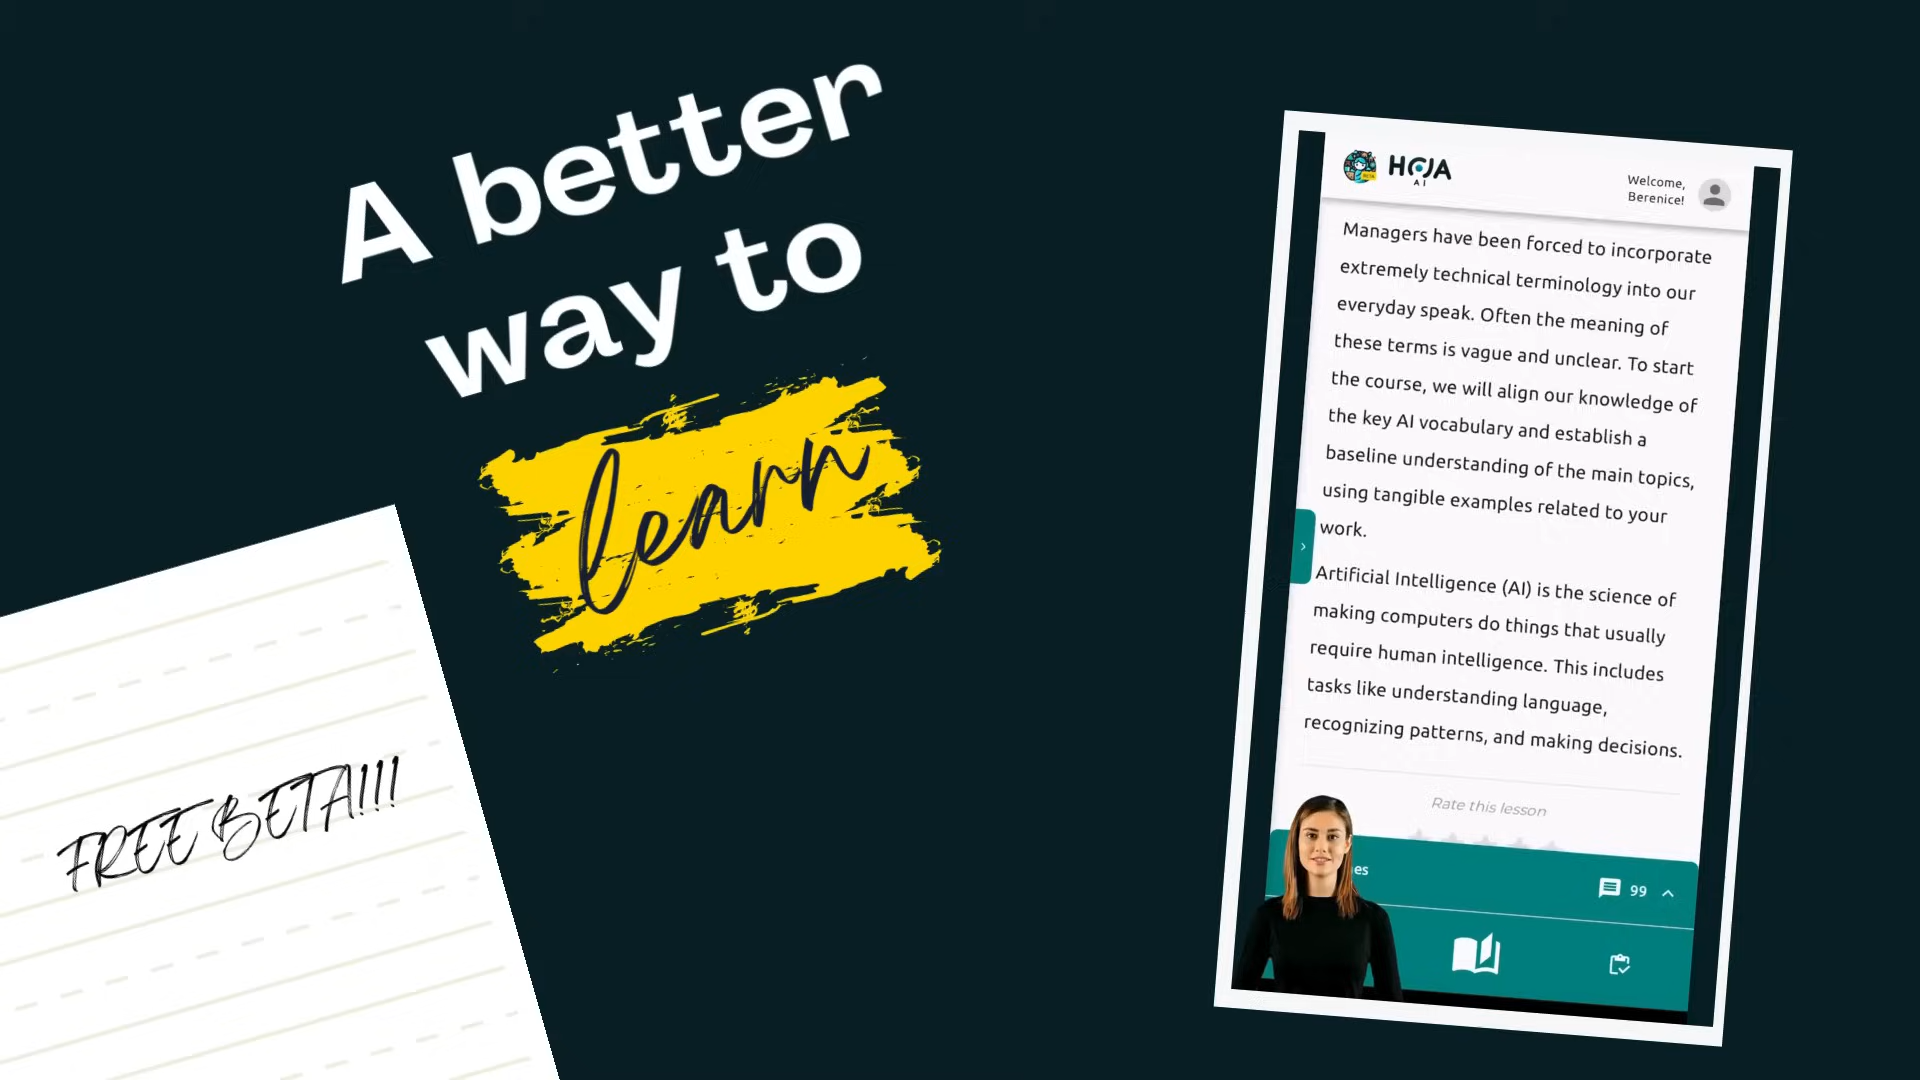 A better
way to
learn
FREE BETA!!!
HOJA
AI
BETA
Welcome,
Berenice!
Managers have been forced to incorporate
extremely technical terminology into our
everyday speak. Often the meaning of
these terms is vague and unclear. To start
the course, we will align our knowledge of
the key AI vocabulary and establish a
baseline understanding of the main topics,
using tangible examples related to your
work.
Artificial Intelligence (AI) is the science of
making computers do things that usually
require human intelligence. This includes
tasks like understanding language,
recognizing patterns, and making decisions.
Rate this lesson
99